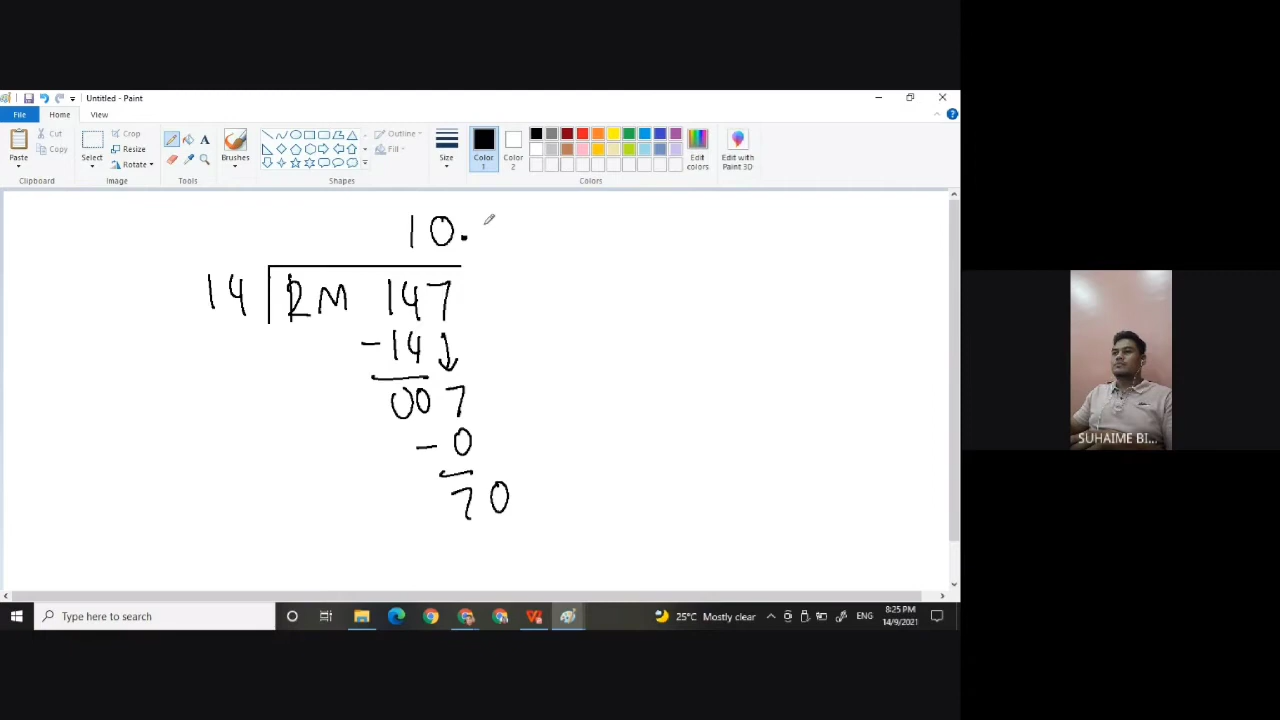 Untitled - Paint
File Home View
Paste
Cut
Copy
Clipboard
Select
Crop
Resize
Rotate
Image
Tools
Brushes
Outline
Fill
Shapes
Size
Color 1
Color 2
Edit colors
Colors
Edit with Paint 3D
10.
14 RM 147
-14
007
-0
70
SUHAIME BI...
Type here to search
25°C Mostly clear
ENG
8:25 PM
14/9/2021